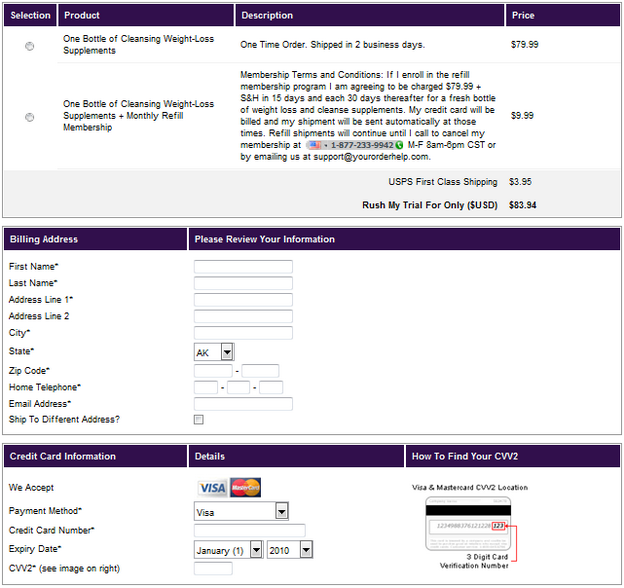 Selection Product Description Price
One Bottle of Cleansing Weight-Loss
Supplements
One Time Order. Shipped in 2 business days.
$79.99
One Bottle of Cleansing Weight-Loss
Supplements + Monthly Refill
Membership
Membership Terms and Conditions: If I enroll in the refill
membership program I am agreeing to be charged $79.99 +
S&H in 15 days and each 30 days thereafter for a fresh bottle
of weight loss and cleanse supplements. My credit card will be
billed and my shipment will be sent automatically at those
times. Refill shipments will continue until I call to cancel my
membership at 1-877-233-9942 M-F 8am-6pm CST or
by emailing us at support@yourorderhelp.com.
$9.99
USPS First Class Shipping $3.95
Rush My Trial For Only ($USD) $83.94
Billing Address Please Review Your Information
First Name*
Last Name*
Address Line 1*
Address Line 2
City*
State* AK
Zip Code* -
Home Telephone* - -
Email Address*
Ship To Different Address?
Credit Card Information Details How To Find Your CVV2
We Accept VISA MasterCard
Visa & Mastercard CVV2 Location
Payment Method* Visa
Credit Card Number*
Expiry Date* January (1) 2010
CVV2* (see image on right)
323
3 Digit Card
Verification Number